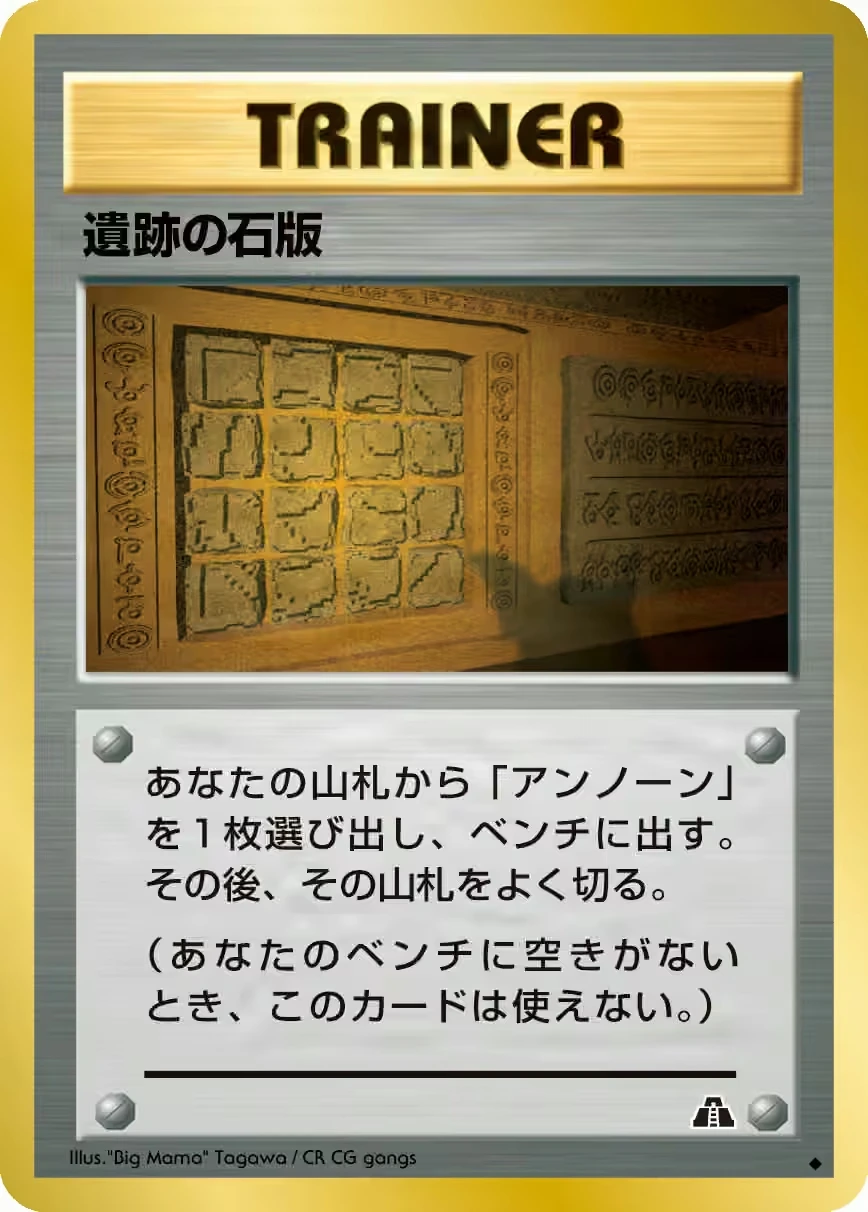 TRAINER
遺跡の石版
あなたの山札から「アンノーン」
を1枚選び出し、ベンチに出す。
その後、その山札をよく切る。
(あなたのベンチに空きがない
とき、このカードは使えない。)
Illus."Big Mama" Tagawa / CR CG gangs